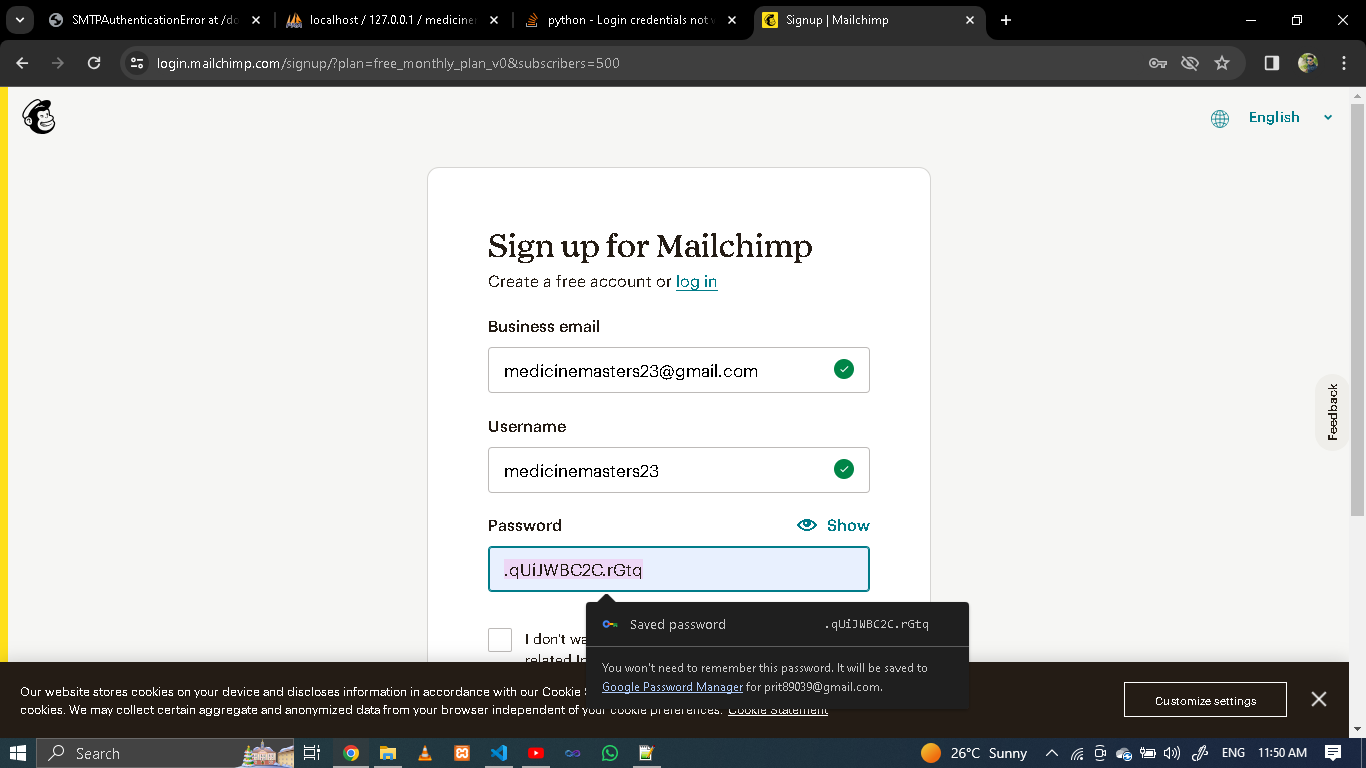 SMTPAuthenticationError at /do
localhost / 127.0.0.1 / medicine
python - Login credentials not
Signup | Mailchimp
login.mailchimp.com/signup/?plan=free_monthly_plan_v0&subscribers=500
English
Sign up for Mailchimp
Create a free account or log in
Business email
medicinemasters23@gmail.com
Username
medicinemasters23
Password
Show
.qUiJWBC2C.rGtq
Saved password .qUiJWBC2C.rGtq
You won't need to remember this password. It will be saved to
Google Password Manager for prit89039@gmail.com.
I don't wa
related In
Feedback
Our website stores cookies on your device and discloses information in accordance with our Cookie S
cookies. We may collect certain aggregate and anonymized data from your browser independent of your cookie preferences. Cookie Statement
Customize settings
Search
26°C Sunny
ENG
11:50 AM